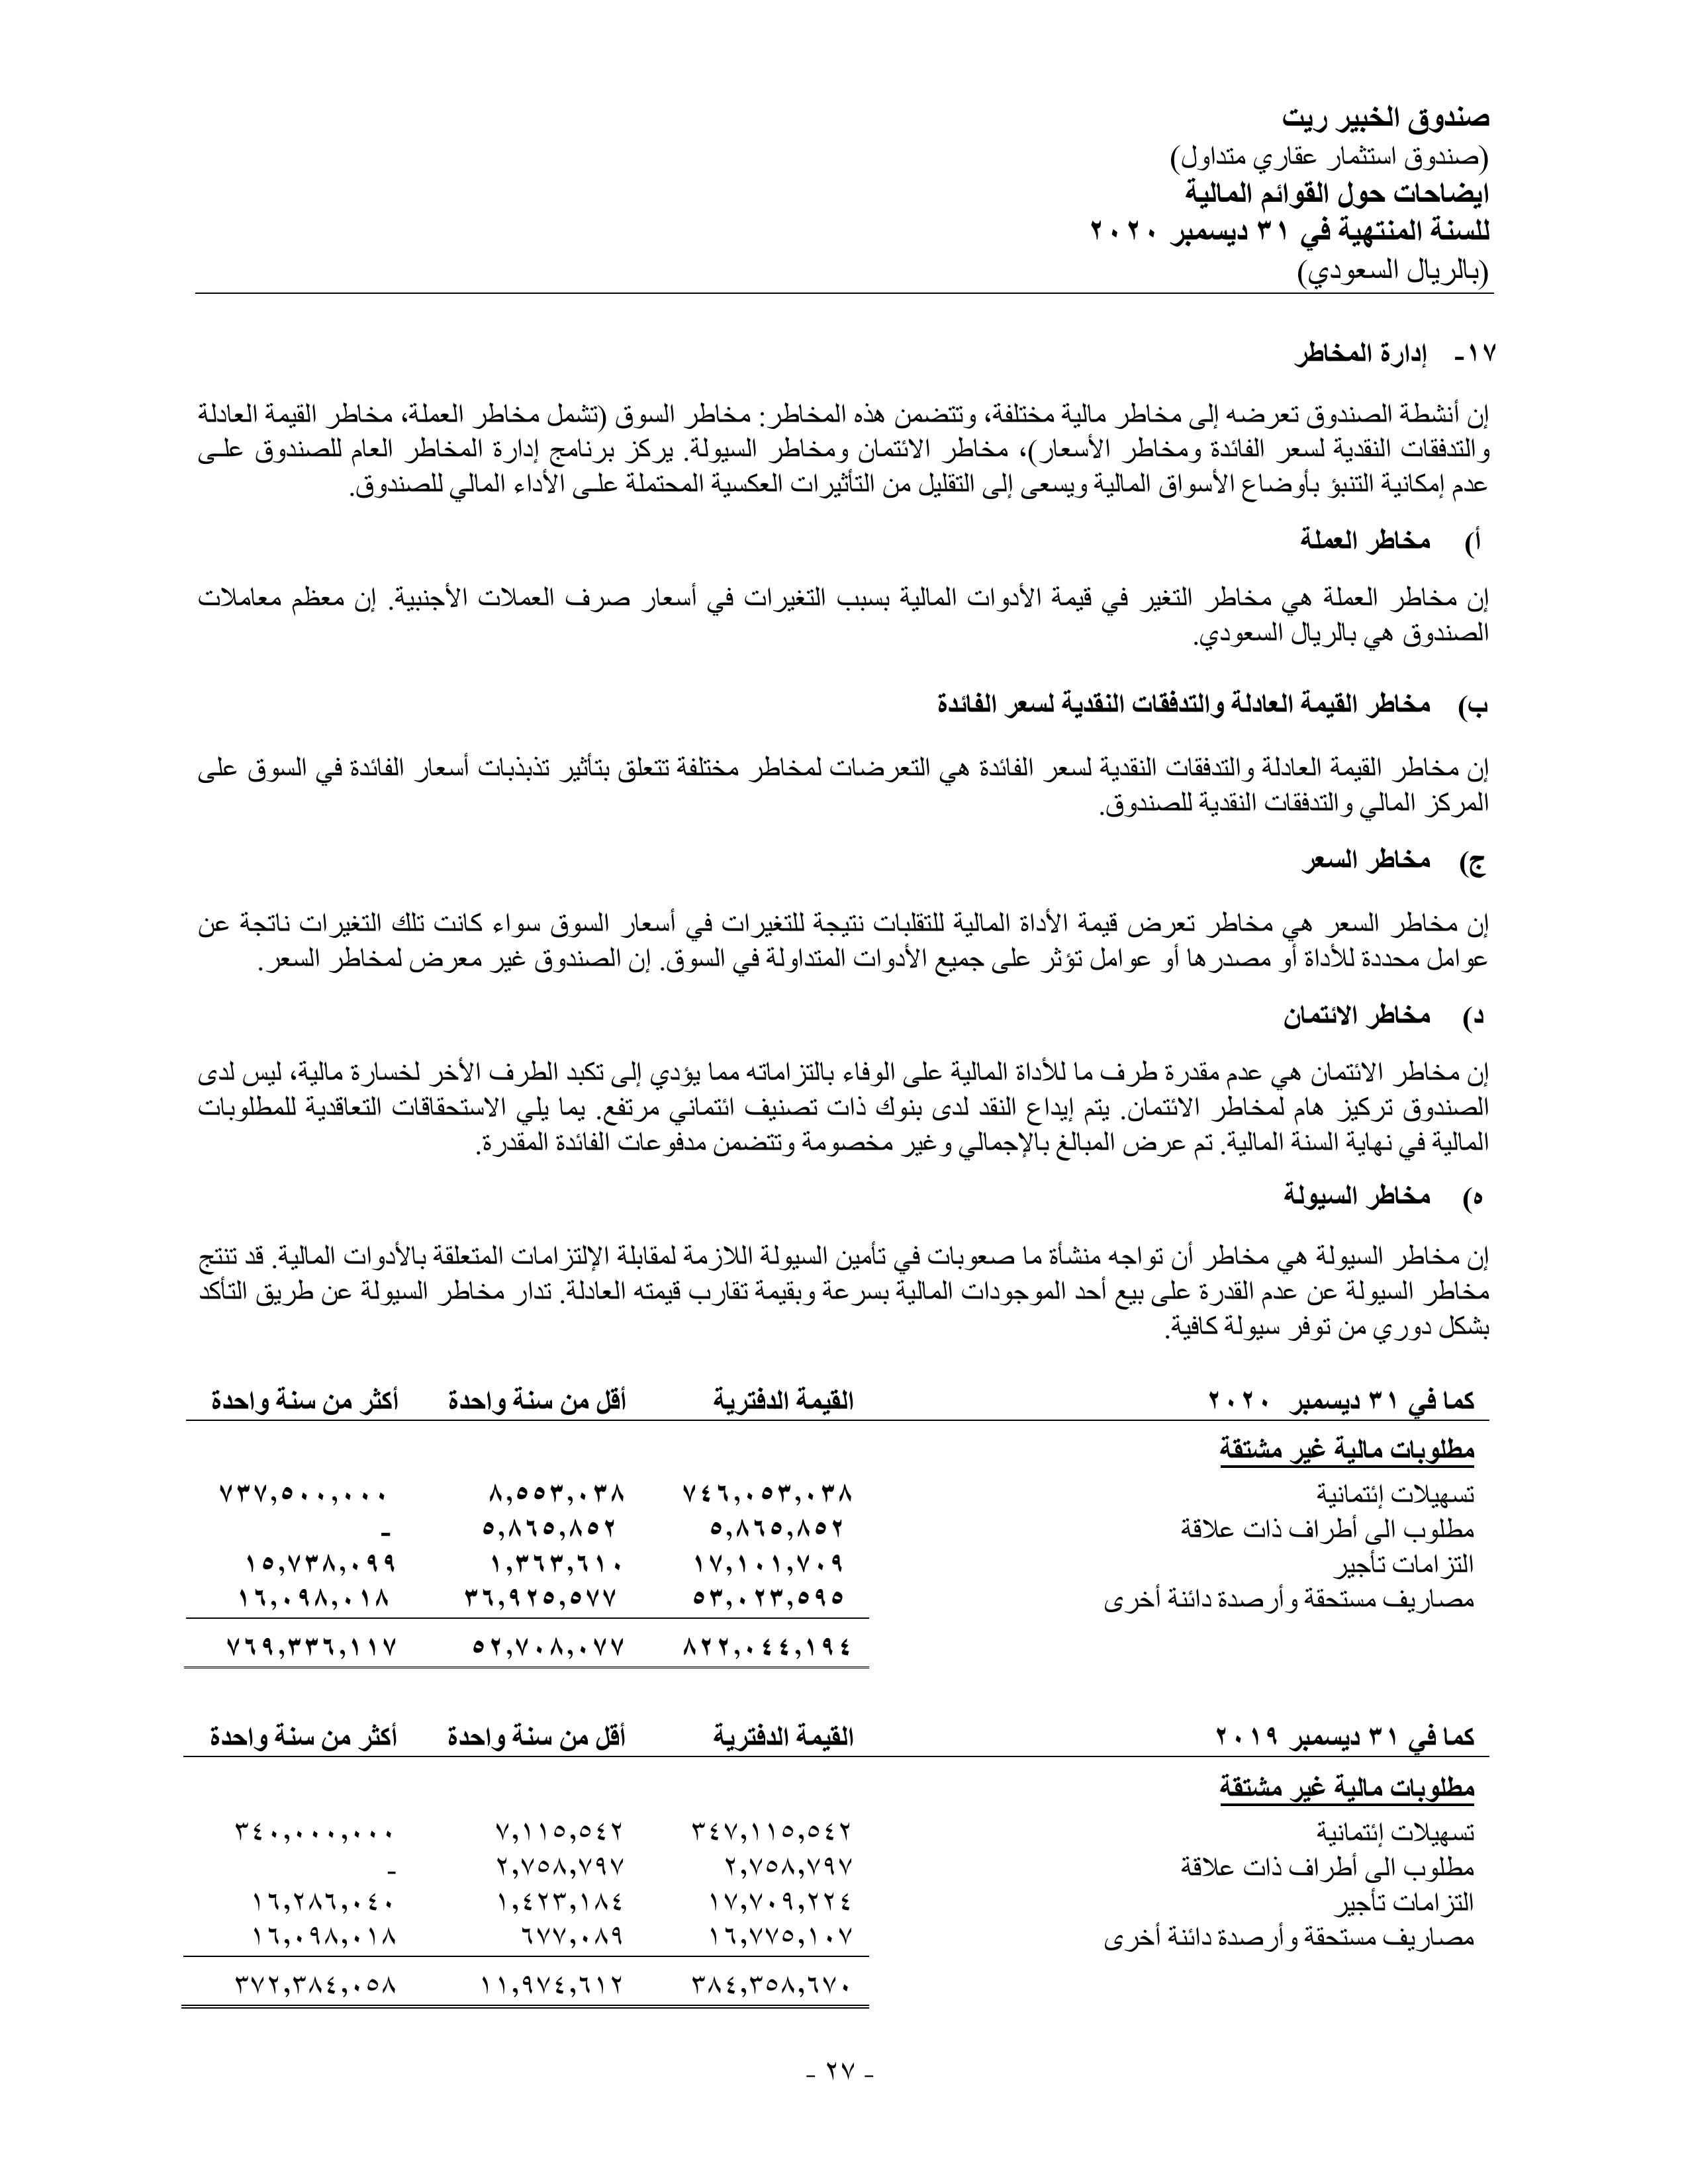 صندوق الخبير ريت
(صندوق استثمار عقاري متداول)
ايضاحات حول القوائم المالية
للسنة المنتهية في ٣١ ديسمبر ٢٠٢٠
(بالريال السعودي)
١٧- إدارة المخاطر
إن أنشطة الصندوق تعرضه إلى مخاطر مالية مختلفة، وتتضمن هذه المخاطر: مخاطر السوق (تشمل مخاطر العملة، مخاطر القيمة العادلة
والتدفقات النقدية لسعر الفائدة ومخاطر الأسعار)، مخاطر الائتمان ومخاطر السيولة. يركز برنامج إدارة المخاطر العام للصندوق على
عدم إمكانية التنبؤ بأوضاع الأسواق المالية ويسعى إلى التقليل من التأثيرات العكسية المحتملة على الأداء المالي للصندوق.
أ) مخاطر العملة
إن مخاطر العملة هي مخاطر التغير في قيمة الأدوات المالية بسبب التغيرات في أسعار صرف العملات الأجنبية. إن معظم معاملات
الصندوق هي بالريال السعودي.
ب) مخاطر القيمة العادلة والتدفقات النقدية لسعر الفائدة
إن مخاطر القيمة العادلة والتدفقات النقدية لسعر الفائدة هي التعرضات لمخاطر مختلفة تتعلق بتأثير تذبذبات أسعار الفائدة في السوق على
المركز المالي والتدفقات النقدية للصندوق.
ج) مخاطر السعر
إن مخاطر السعر هي مخاطر تعرض قيمة الأداة المالية للتقلبات نتيجة للتغيرات في أسعار السوق سواء كانت تلك التغيرات ناتجة عن
عوامل محددة للأداة أو مصدرها أو عوامل تؤثر على جميع الأدوات المتداولة في السوق. إن الصندوق غير معرض لمخاطر السعر.
د) مخاطر الائتمان
إن مخاطر الائتمان هي عدم مقدرة طرف ما للأداة المالية على الوفاء بالتزاماته مما يؤدي إلى تكبد الطرف الأخر لخسارة مالية، ليس لدى
الصندوق تركيز هام لمخاطر الائتمان. يتم إيداع النقد لدى بنوك ذات تصنيف ائتماني مرتفع. يما يلي الاستحقاقات التعاقدية للمطلوبات
المالية في نهاية السنة المالية. تم عرض المبالغ بالإجمالي وغير مخصومة وتتضمن مدفوعات الفائدة المقدرة.
ه) مخاطر السيولة
إن مخاطر السيولة هي مخاطر أن تواجه منشأة ما صعوبات في تأمين السيولة اللازمة لمقابلة الإلتزامات المتعلقة بالأدوات المالية. قد تنتج
مخاطر السيولة عن عدم القدرة على بيع أحد الموجودات المالية بسرعة وبقيمة تقارب قيمته العادلة. تدار مخاطر السيولة عن طريق التأكد
بشكل دوري من توفر سيولة كافية.
كما في ٣١ ديسمبر ٢٠٢٠ القيمة الدفترية أقل من سنة واحدة أكثر من سنة واحدة
مطلوبات مالية غير مشتقة
تسهيلات إئتمانية ٧٤٦,٠٥٣,٠٣٨ ٨,٥٥٣,٠٣٨ ٧٣٧,٥٠٠,٠٠٠
مطلوب الى أطراف ذات علاقة ٥,٨٦٥,٨٥٢ ٥,٨٦٥,٨٥٢ -
التزامات تأجير ١٧,١٠١,٧٠٩ ١,٣٦٣,٦١٠ ١٥,٧٣٨,٠٩٩
مصاريف مستحقة وأرصدة دائنة أخرى ٥٣,٠٢٣,٥٩٥ ٣٦,٩٢٥,٥٧٧ ١٦,٠٩٨,٠١٨
٨٢٢,٠٤٤,١٩٤ ٥٢,٧٠٨,٠٧٧ ٧٦٩,٣٣٦,١١٧
كما في ٣١ ديسمبر ٢٠١٩ القيمة الدفترية أقل من سنة واحدة أكثر من سنة واحدة
مطلوبات مالية غير مشتقة
تسهيلات إئتمانية ٣٤٧,١١٥,٥٤٢ ٧,١١٥,٥٤٢ ٣٤٠,٠٠٠,٠٠٠
مطلوب الى أطراف ذات علاقة ٢,٧٥٨,٧٩٧ ٢,٧٥٨,٧٩٧ -
التزامات تأجير ١٧,٧٠٩,٢٢٤ ١,٤٢٣,١٨٤ ١٦,٢٨٦,٠٤٠
مصاريف مستحقة وأرصدة دائنة أخرى ١٦,٧٧٥,١٠٧ ٦٧٧,٠٨٩ ١٦,٠٩٨,٠١٨
٣٨٤,٣٥٨,٦٧٠ ١١,٩٧٤,٦١٢ ٣٧٢,٣٨٤,٠٥٨
- ٢٧ -